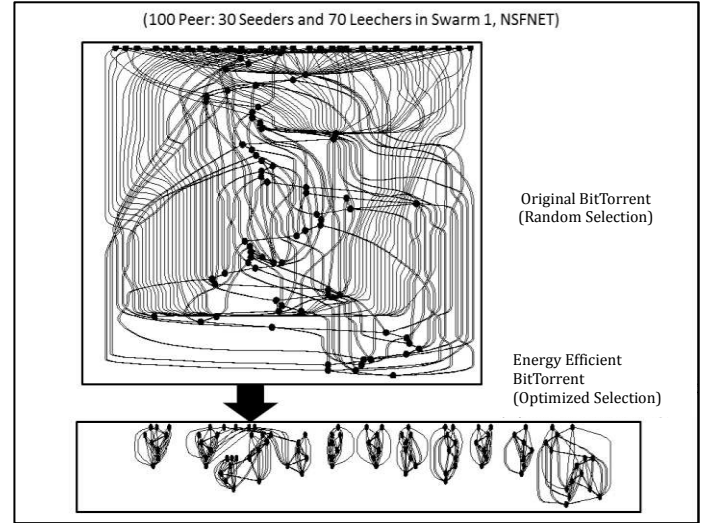 (100 Peer: 30 Seeders and 70 Leechers in Swarm 1, NSFNET)
Original BitTorrent
(Random Selection)
Energy Efficient
BitTorrent
(Optimized Selection)